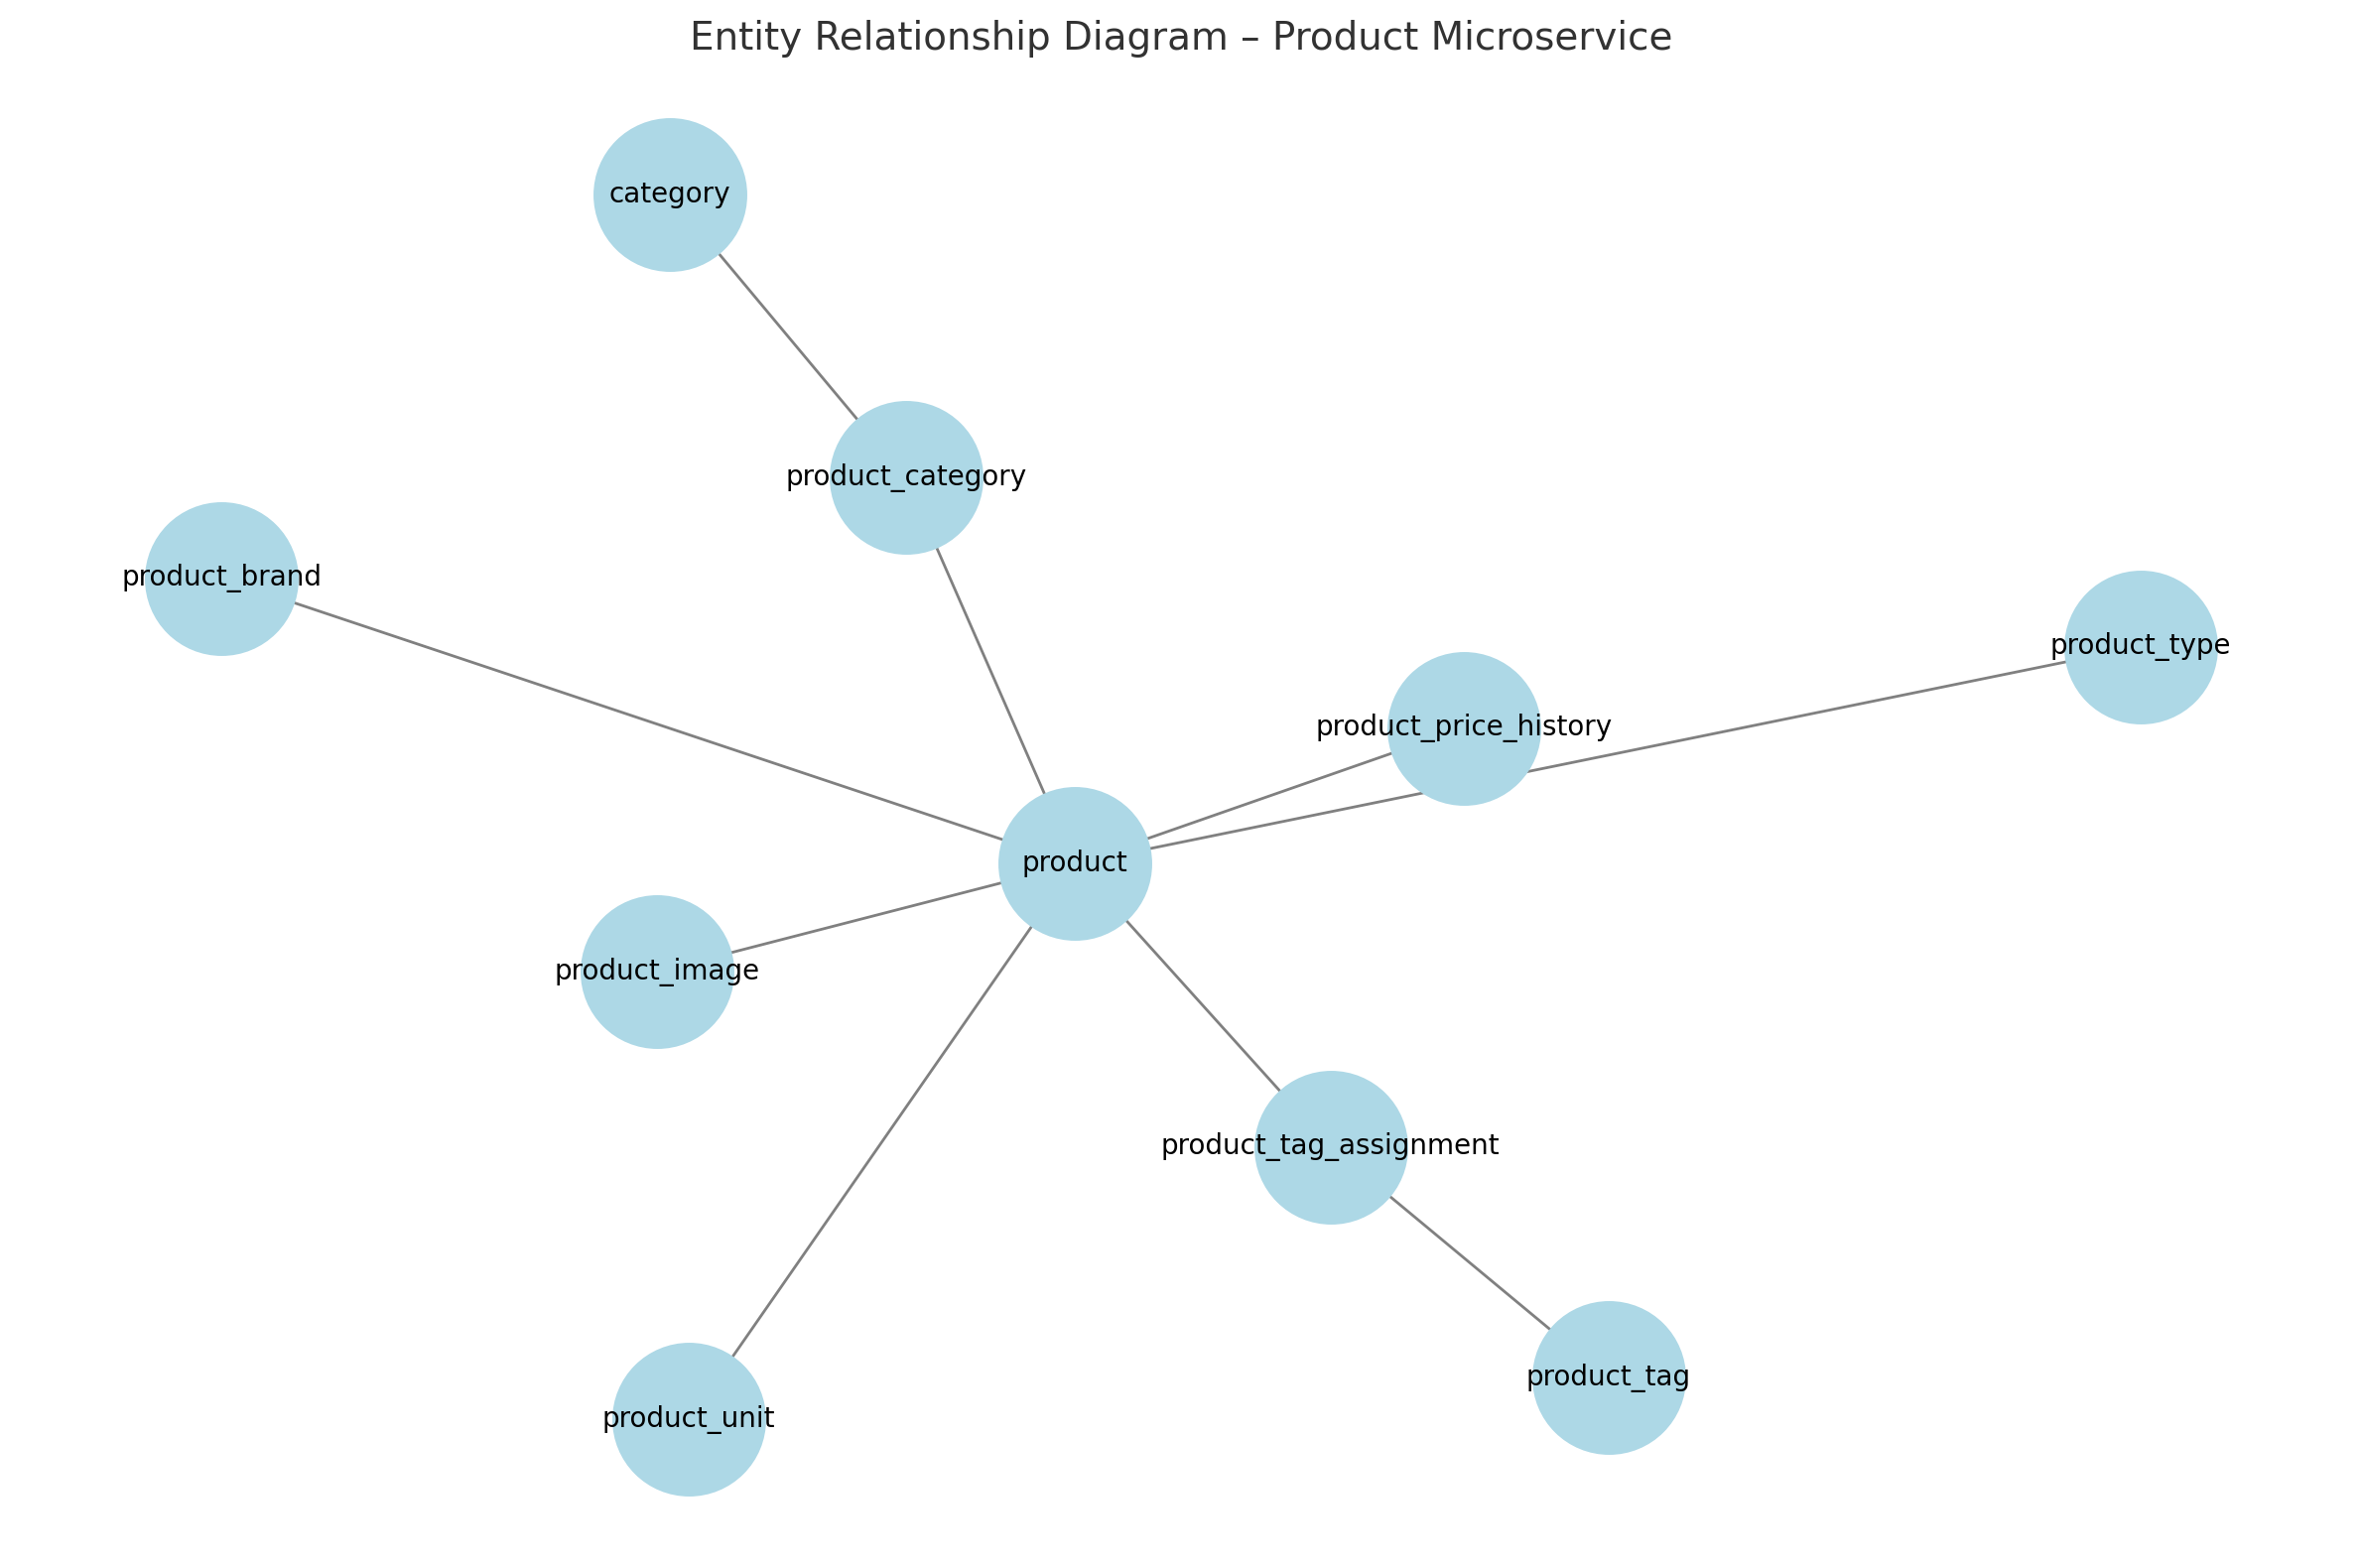 Entity Relationship Diagram – Product Microservice
category
product_category
product_brand
product_type
product_price_history
product
product_image
product_tag_assignment
product_tag
product_unit